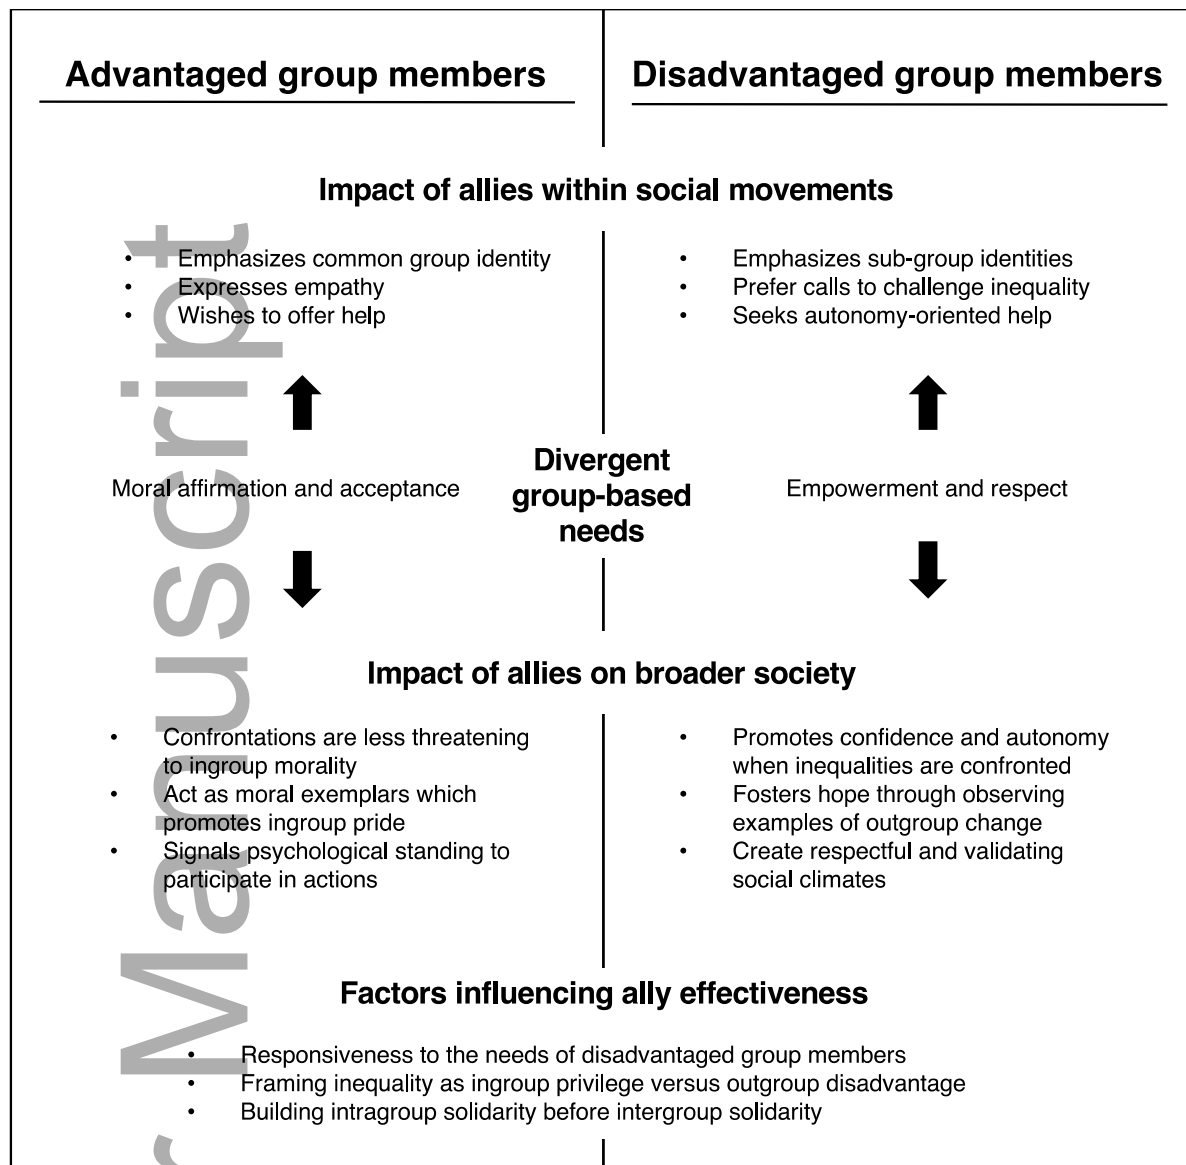 Advantaged group members
Disadvantaged group members
Impact of allies within social movements
• Emphasizes common group identity
• Expresses empathy
• Wishes to offer help
• Emphasizes sub-group identities
• Prefer calls to challenge inequality
• Seeks autonomy-oriented help
Moral affirmation and acceptance
Divergent
group-based
needs
Empowerment and respect
Impact of allies on broader society
• Confrontations are less threatening
to ingroup morality
• Act as moral exemplars which
promotes ingroup pride
• Signals psychological standing to
participate in actions
• Promotes confidence and autonomy
when inequalities are confronted
• Fosters hope through observing
examples of outgroup change
• Create respectful and validating
social climates
Factors influencing ally effectiveness
• Responsiveness to the needs of disadvantaged group members
• Framing inequality as ingroup privilege versus outgroup disadvantage
• Building intragroup solidarity before intergroup solidarity
r Manuscript